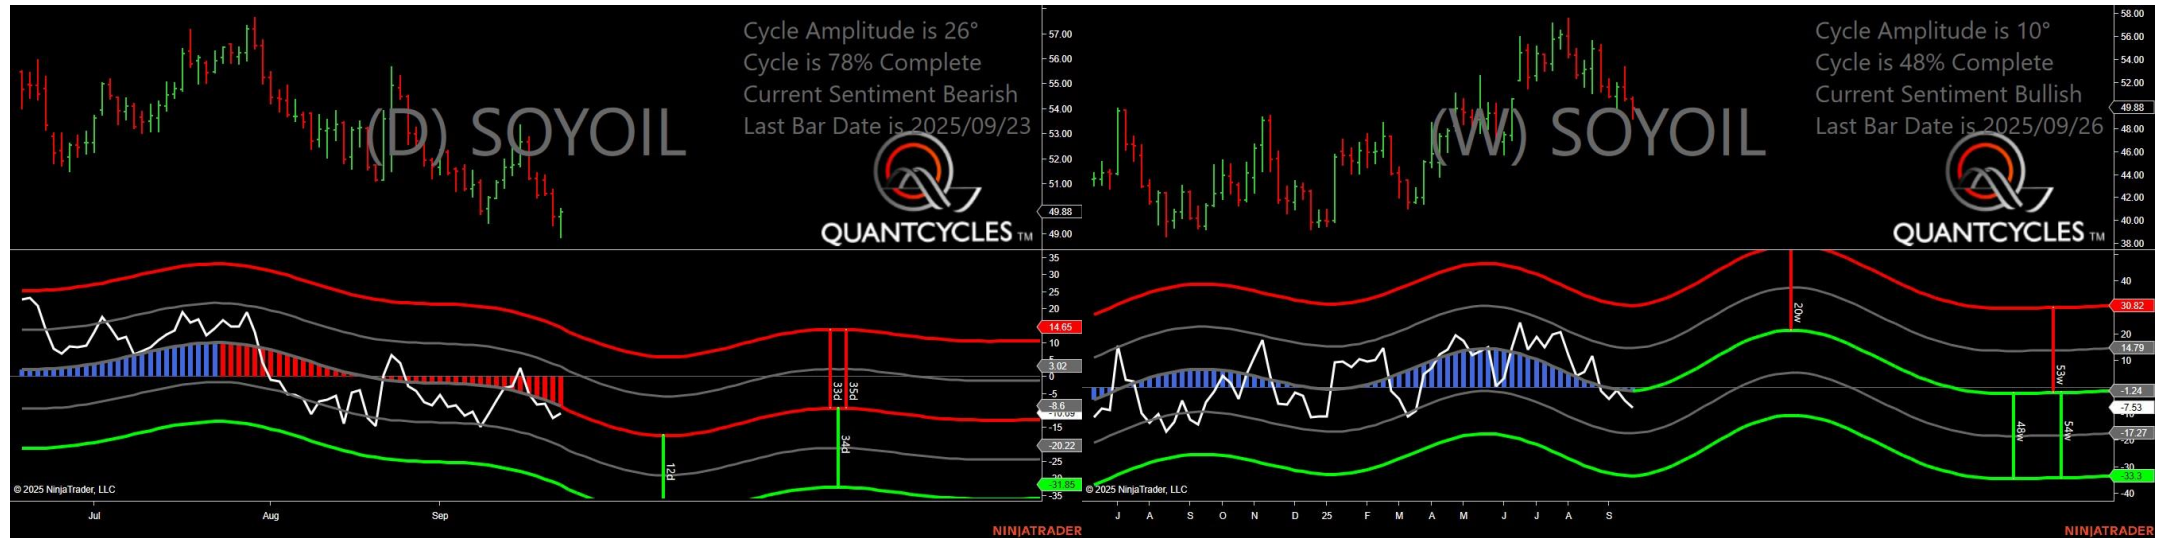 Cycle Amplitude is 26°
Cycle is 78% Complete
Current Sentiment Bearish
Last Bar Date is 2025/09/23
(D) SOYOIL
QUANTCYCLES TM
57.00
56.00
55.00
54.00
53.00
52.00
51.00
49.88
49.00
35
30
25
20
14.65
10
5
3.02
0
-5
-8.6
-10.69
-15
-20.22
-25
-30
-31.85
-35
12d
33d
35d
34d
© 2025 NinjaTrader, LLC
Jul
Aug
Sep
NINJATRADER
Cycle Amplitude is 10°
Cycle is 48% Complete
Current Sentiment Bullish
Last Bar Date is 2025/09/26
(W) SOYOIL
QUANTCYCLES TM
58.00
56.00
54.00
52.00
49.88
48.00
46.00
44.00
42.00
40.00
38.00
40
30.82
20
14.79
10
-1.24
-7.53
-10
-17.27
-20
-30
-33.3
-40
20w
53w
48w
54w
© 2025 NinjaTrader, LLC
J
A
S
O
N
D
25
F
M
A
M
J
J
A
S
NINJATRADER